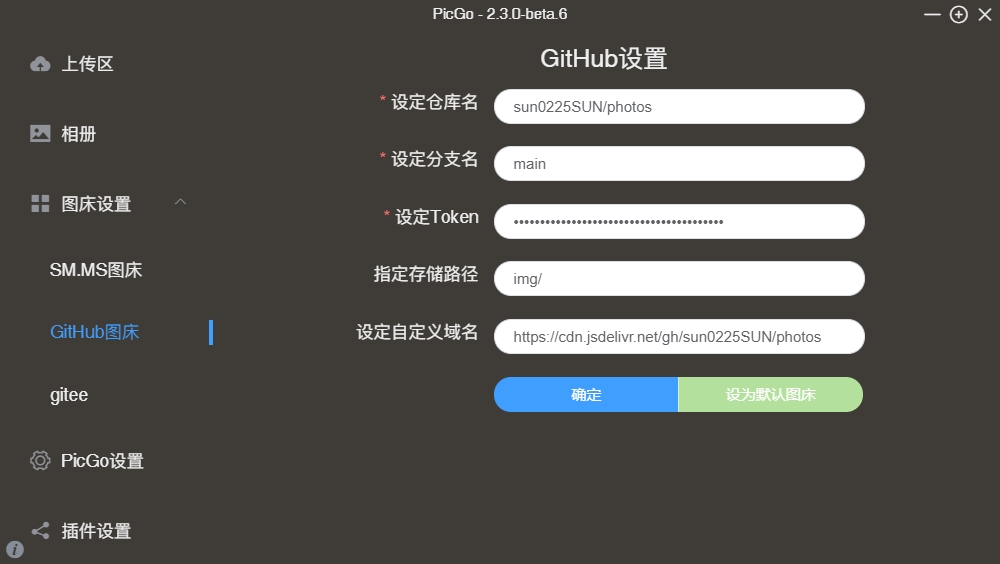 PicGo - 2.3.0-beta.6
上传区
相册
图床设置
SM.MS图床
GitHub图床
gitee
PicGo设置
插件设置
GitHub设置
* 设定仓库名
sun0225SUN/photos
* 设定分支名
main
* 设定Token
••••••••••••••••••••••••••••••••••••••••
指定存储路径
img/
设定自定义域名
https://cdn.jsdelivr.net/gh/sun0225SUN/photos
确定
设为默认图床